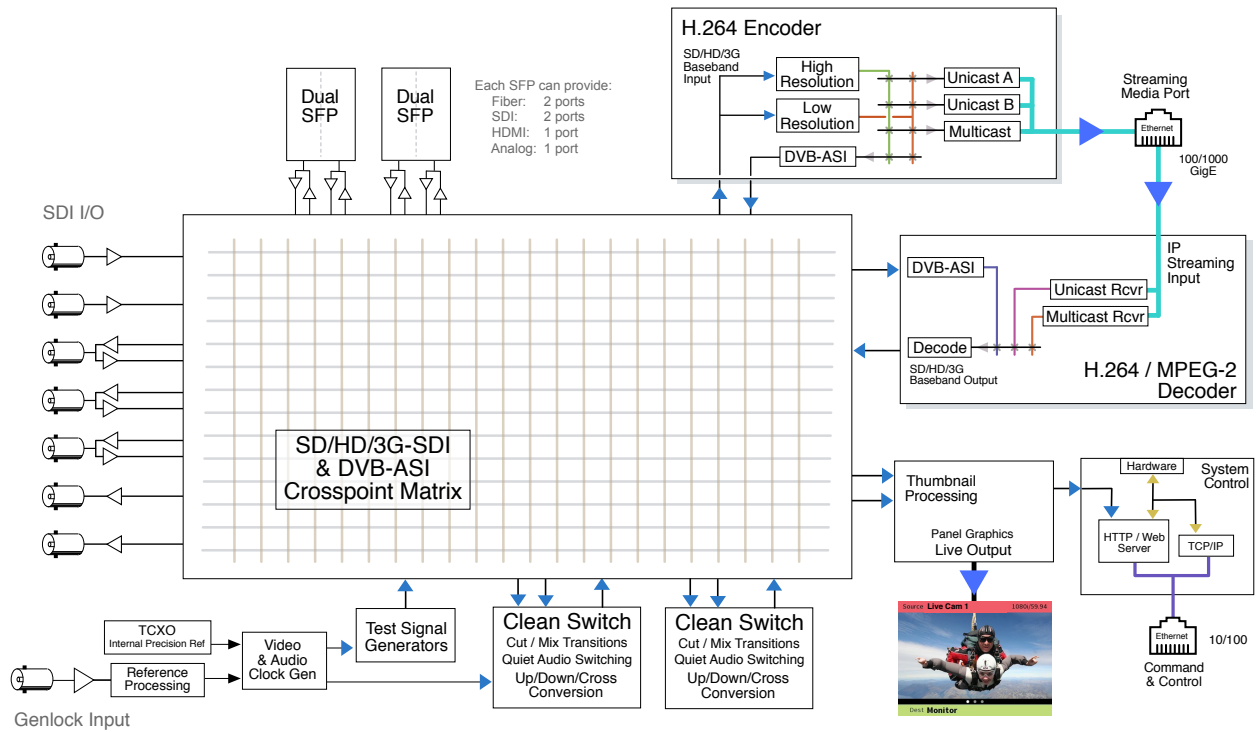 H.264 Encoder
SD/HD/3G
Baseband
Input
High
Resolution
Low
Resolution
DVB-ASI
Unicast A
Unicast B
Multicast
Streaming
Media Port
Ethernet
100/1000
GigE
Dual
SFP
Dual
SFP
Each SFP can provide:
Fiber: 2 ports
SDI: 2 ports
HDMI: 1 port
Analog: 1 port
SDI I/O
SD/HD/3G-SDI
& DVB-ASI
Crosspoint Matrix
DVB-ASI
IP
Streaming
Input
Unicast Rcvr
Multicast Rcvr
Decode
SD/HD/3G
Baseband Output
H.264 / MPEG-2
Decoder
Thumbnail
Processing
Panel Graphics
Live Output
Hardware
System
Control
HTTP / Web
Server
TCP/IP
Ethernet
10/100
Command
& Control
Source Live Cam 1 1080i/59.94
Dest Monitor
TCXO
Internal Precision Ref
Reference
Processing
Video
& Audio
Clock Gen
Test Signal
Generators
Clean Switch
Cut / Mix Transitions
Quiet Audio Switching
Up/Down/Cross
Conversion
Clean Switch
Cut / Mix Transitions
Quiet Audio Switching
Up/Down/Cross
Conversion
Genlock Input